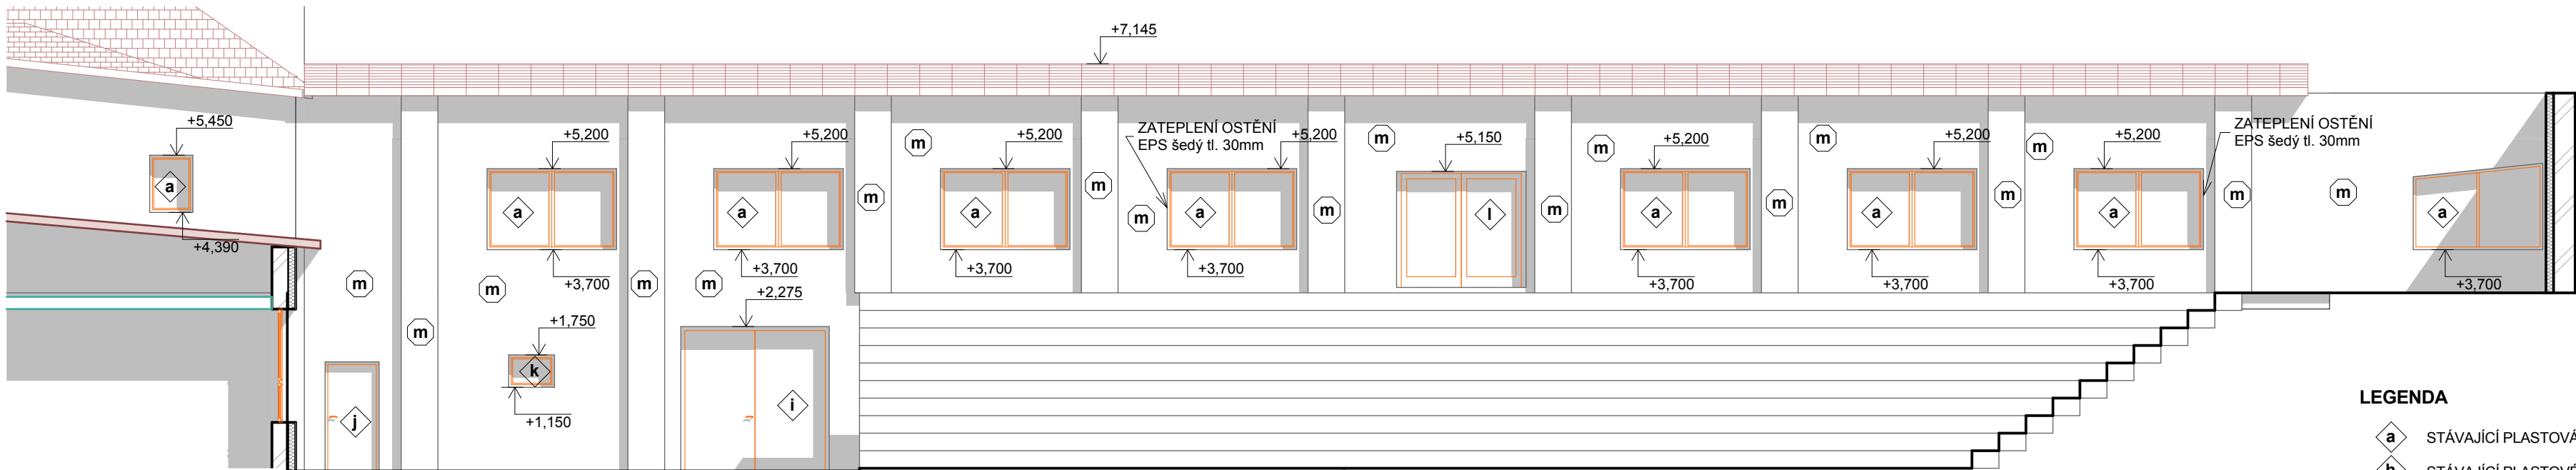 +7,145
+5,450
+5,200
+5,200
+5,200
ZATEPLENÍ OSTĚNÍ
EPS šedý tl. 30mm
+5,200
+5,150
+5,200
+5,200
+5,200
ZATEPLENÍ OSTĚNÍ
EPS šedý tl. 30mm
m
m
m
m
m
a
m
m
m
m
m
m
m
a
a
a
m
a
m
l
m
a
m
a
a
a
+4,390
+3,700
+3,700
+3,700
+3,700
+3,700
+3,700
+3,700
+3,700
m
m
m
m
+2,275
+1,750
m
k
+1,150
j
i
LEGENDA
a STÁVAJÍCÍ PLASTOVÁ